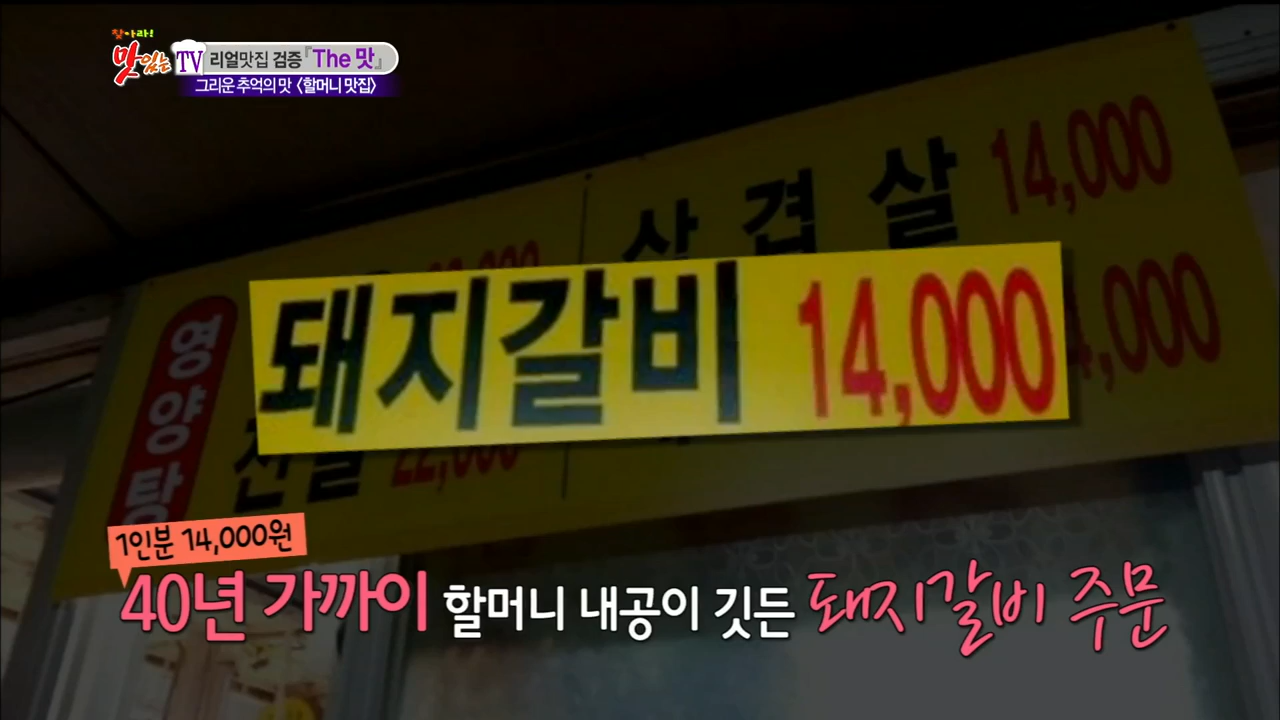 찾아라!
맛있는 TV 리얼맛집 검증『The 맛』
그리운 추억의 맛 <할머니 맛집>
삼겹살 14,000
돼지갈비 14,000
영양탕
22,000
1인분 14,000원
40년 가까이 할머니 내공이 깃든 돼지갈비 주문